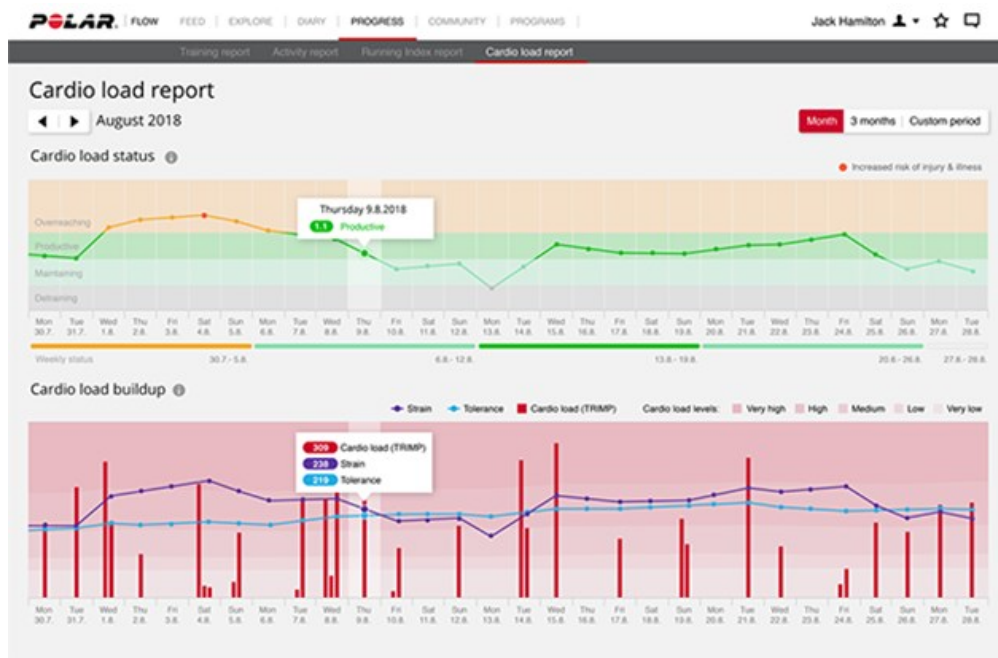 POLAR. FLOW FEED EXPLORE DIARY PROGRESS COMMUNITY PROGRAMS Jack Hamilton
Training report Activity report Running Index report Cardio load report
Cardio load report
August 2018 Month 3 months Custom period
Cardio load status
Increased risk of injury & illness
Thursday 9.8.2018
1.1 Productive
Overreaching
Productive
Maintaining
Detraining
Mon Tue Wed Thu Fri Sat Sun Mon Tue Wed Thu Fri Sat Sun Mon Tue Wed Thu Fri Sat Sun Mon Tue Wed Thu Fri Sat Sun Mon Tue
30.7. 31.7. 1.8. 2.8. 3.8. 4.8. 5.8. 6.8. 7.8. 8.8. 9.8. 10.8. 11.8. 12.8. 13.8. 14.8. 15.8. 16.8. 17.8. 18.8. 19.8. 20.8. 21.8. 22.8. 23.8. 24.8. 25.8. 26.8. 27.8. 28.8.
Weekly status 30.7.- 5.8. 6.8.- 12.8. 13.8.- 19.8. 20.8.- 26.8. 27.8.- 28.8.
Cardio load buildup
Strain Tolerance Cardio load (TRIMP) Cardio load levels: Very high High Medium Low Very low
309 Cardio load (TRIMP)
238 Strain
219 Tolerance
Mon Tue Wed Thu Fri Sat Sun Mon Tue Wed Thu Fri Sat Sun Mon Tue Wed Thu Fri Sat Sun Mon Tue Wed Thu Fri Sat Sun Mon Tue
30.7. 31.7. 1.8. 2.8. 3.8. 4.8. 5.8. 6.8. 7.8. 8.8. 9.8. 10.8. 11.8. 12.8. 13.8. 14.8. 15.8. 16.8. 17.8. 18.8. 19.8. 20.8. 21.8. 22.8. 23.8. 24.8. 25.8. 26.8. 27.8. 28.8.